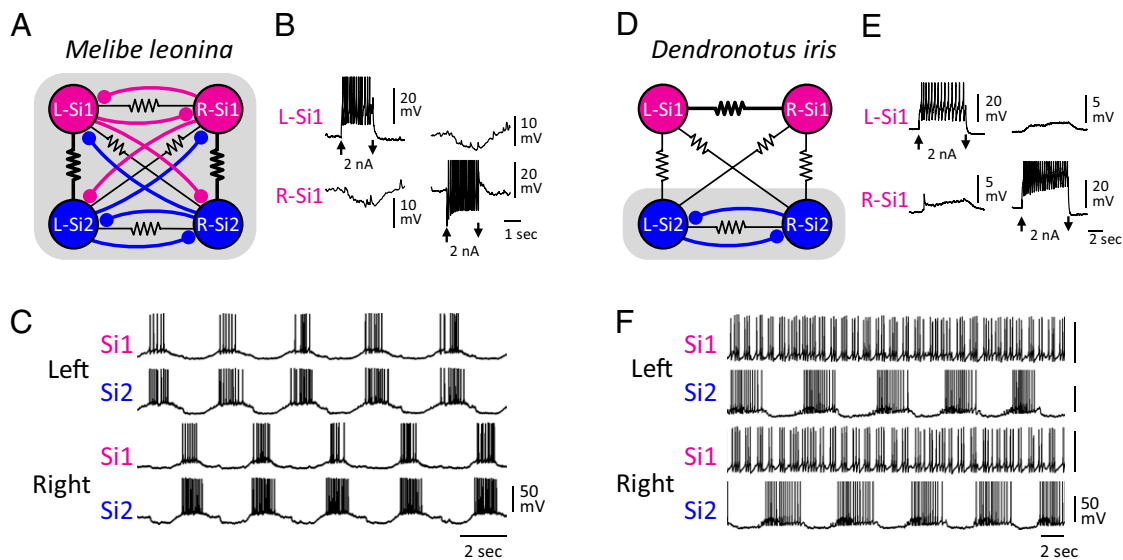 A
Melibe leonina
L-Si1
R-Si1
L-Si2
R-Si2
B
L-Si1
20
mV
2 nA
10
mV
R-Si1
10
mV
20
mV
2 nA
1 sec
C
Left
Si1
Si2
Right
Si1
Si2
50
mV
2 sec
D
Dendronotus iris
L-Si1
R-Si1
L-Si2
R-Si2
E
L-Si1
20
mV
2 nA
5
mV
R-Si1
5
mV
20
mV
2 nA
2 sec
F
Left
Si1
Si2
Right
Si1
Si2
50
mV
2 sec